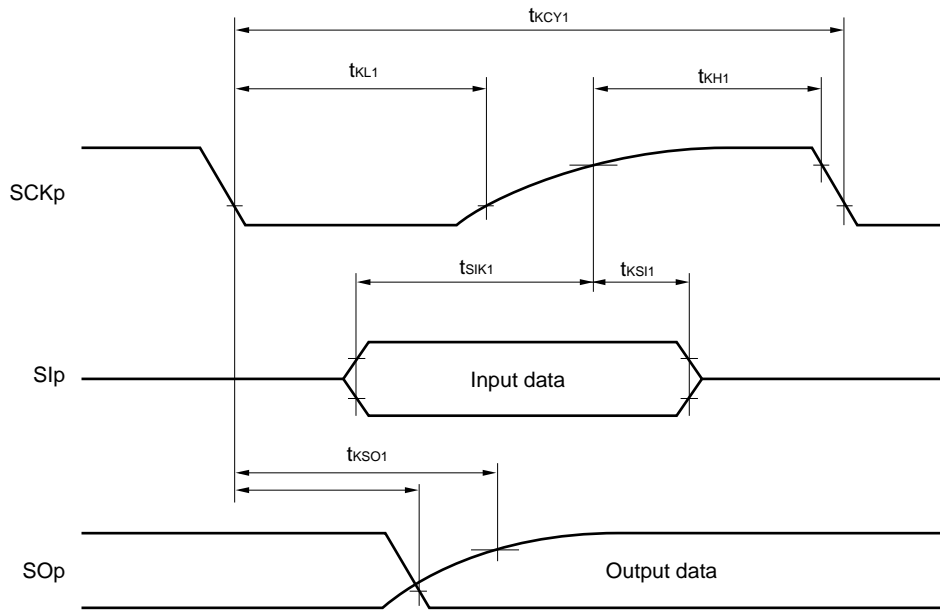 tKCY1
tKL1
tKH1
SCKp
tSIK1
tKSI1
SIp
Input data
tKSO1
SOp
Output data